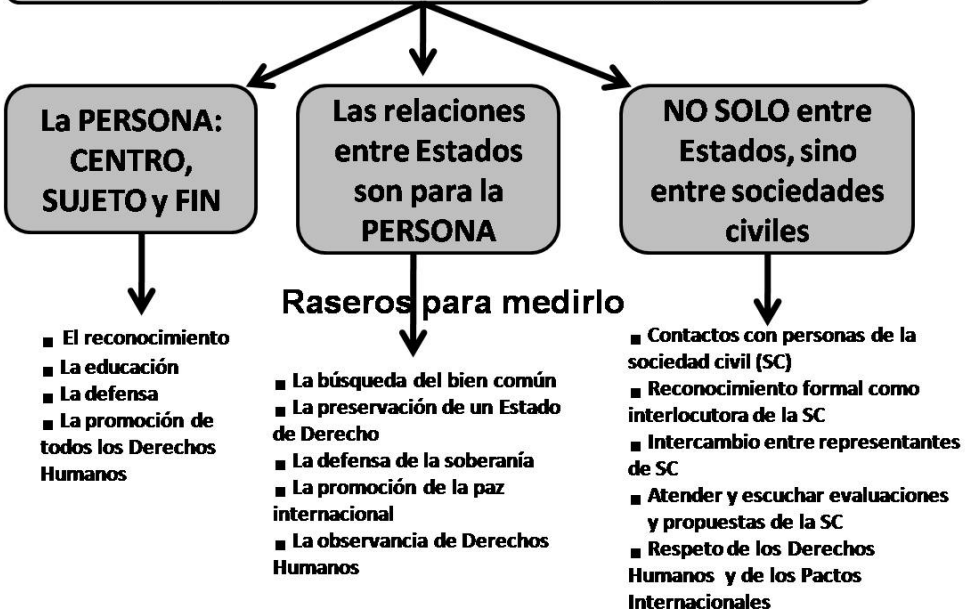 La PERSONA:
CENTRO,
SUJETO y FIN
Las relaciones
entre Estados
son para la
PERSONA
NO SOLO entre
Estados, sino
entre sociedades
civiles
Raseros para medirlo
■ El reconocimiento
■ La educación
■ La defensa
■ La promoción de
todos los Derechos
Humanos
■ La búsqueda del bien común
■ La preservación de un Estado
de Derecho
■ La defensa de la soberanía
■ La promoción de la paz
internacional
■ La observancia de Derechos
Humanos
■ Contactos con personas de la
sociedad civil (SC)
■ Reconocimiento formal como
interlocutora de la SC
■ Intercambio entre representantes
de SC
■ Atender y escuchar evaluaciones
y propuestas de la SC
■ Respeto de los Derechos
Humanos y de los Pactos
Internacionales